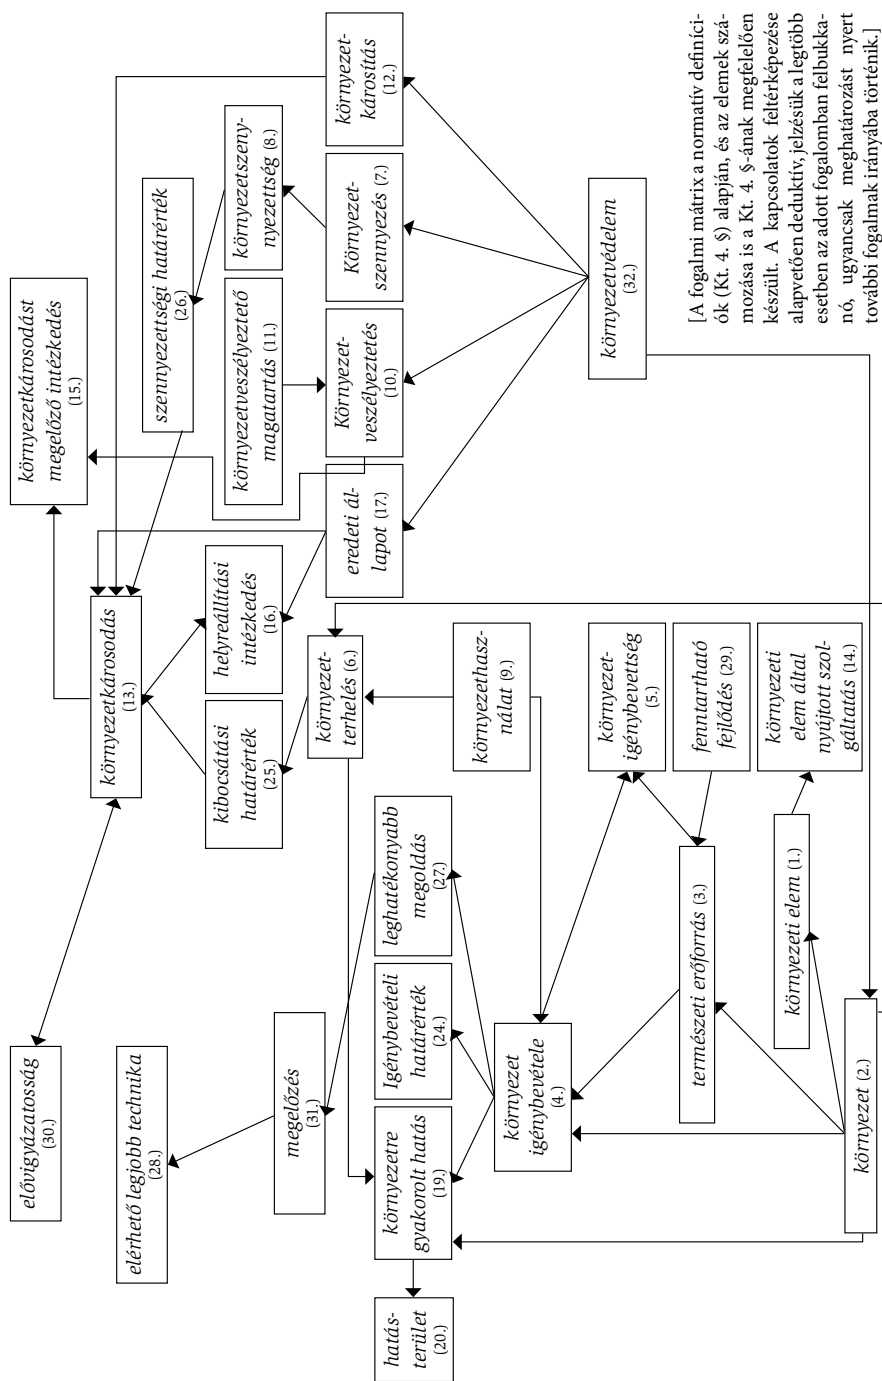 elővigyázatosság
(30.)
környezetkárosodás
(13.)
környezetkárosodást
megelőző intézkedés
(15.)
elérhető legjobb technika
(28.)
szennyezettségi határérték
(26.)
kibocsátási
határérték
(25.)
helyreállítási
intézkedés
(16.)
környezetveszélyeztető
magatartás (11.)
környezetszeny-
nyezettség (8.)
megelőzés
(31.)
környezet-
terhelés (6.)
eredeti ál-
lapot (17.)
Környezet-
veszélyeztetés
(10.)
Környezet-
szennyezés (7.)
környezet-
károsítás
(12.)
hatás-
terület
(20.)
környezetre
gyakorolt hatás
(19.)
Igénybevételi
határérték
(24.)
leghatékonyabb
megoldás
(27.)
környezethasz-
nálat (9.)
környezet
igénybevétele
(4.)
környezet-
igénybevettség
(5.)
környezetvédelem
(32.)
természeti erőforrás (3.)
fenntartható
fejlődés (29.)
környezeti elem (1.)
környezeti
elem által
nyújtott szol-
gáltatás (14.)
környezet (2.)
[A fogalmi mátrix a normatív definíci-
ók (Kt. 4. §) alapján, és az elemek szá-
mozása is a Kt. 4. §-ának megfelelően
készült. A kapcsolatok feltérképezése
alapvetően deduktív, jelzésük a legtöbb
esetben az adott fogalomban felbukka-
nó, ugyancsak meghatározást nyert
további fogalmak irányába történik.]